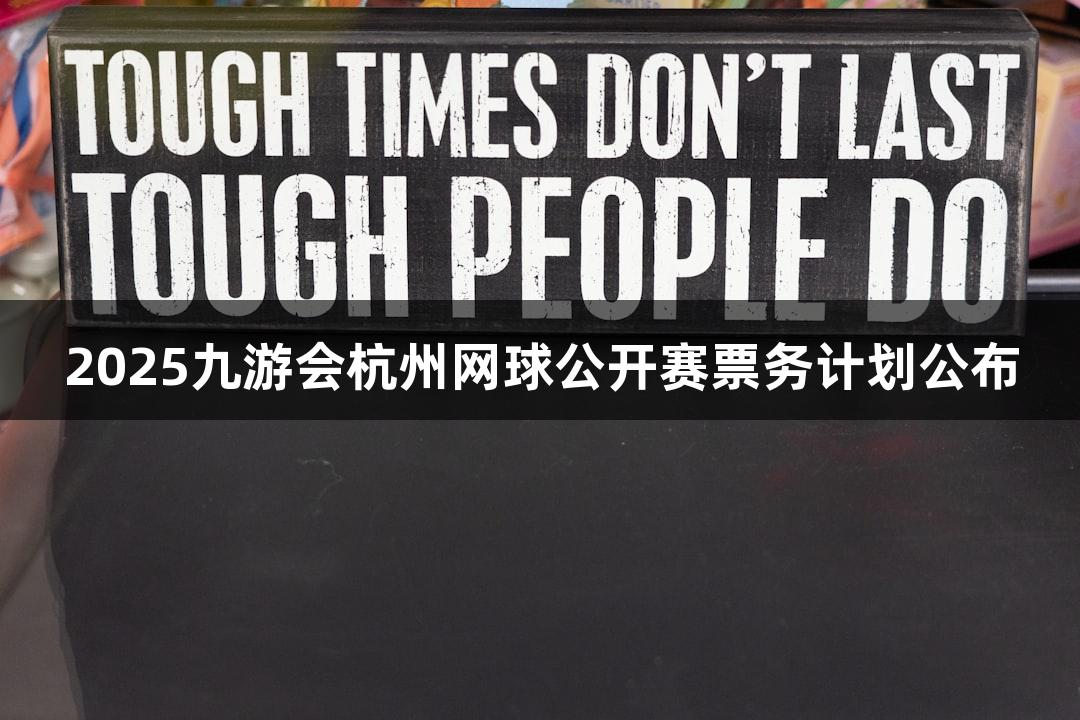 TOUGH TIMES DON'T LAST
TOUGH PEOPLE DO
2025九游会杭州网球公开赛票务计划公布